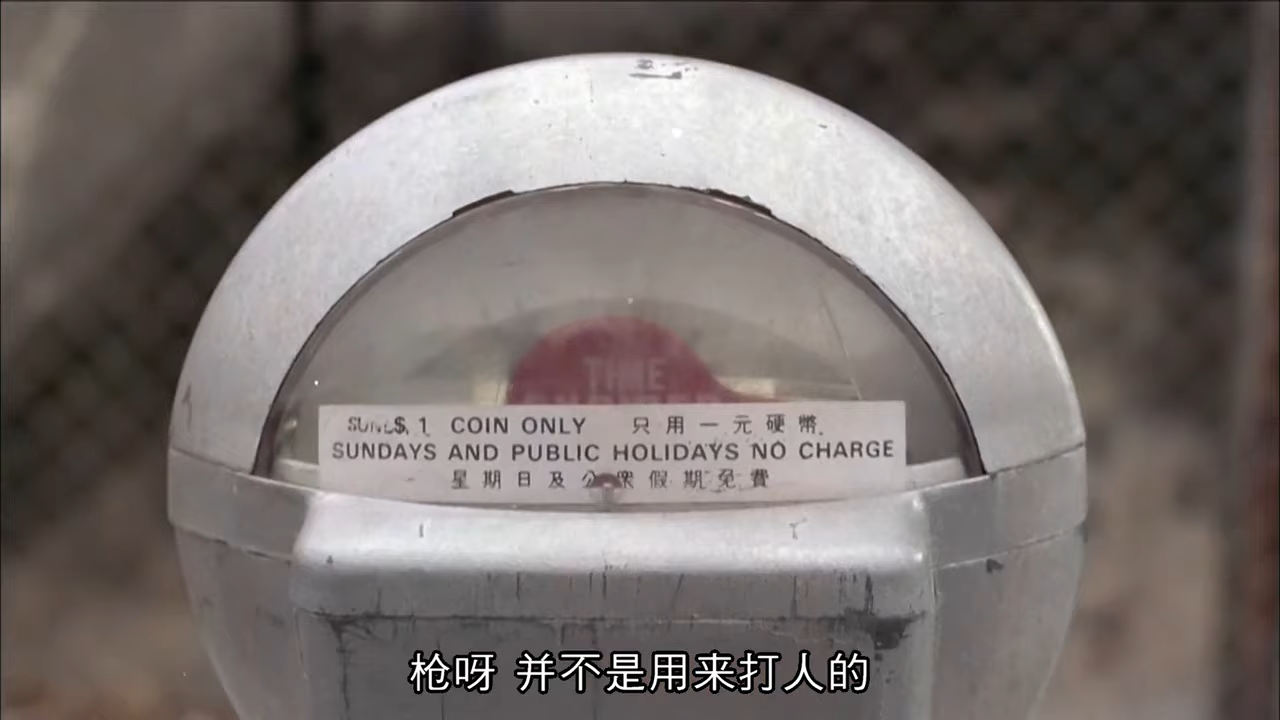 TIME
$ 1 COIN ONLY 只用一元硬幣
SUNDAYS AND PUBLIC HOLIDAYS NO CHARGE
星期日及公眾假期免費
枪呀 并不是用来打人的